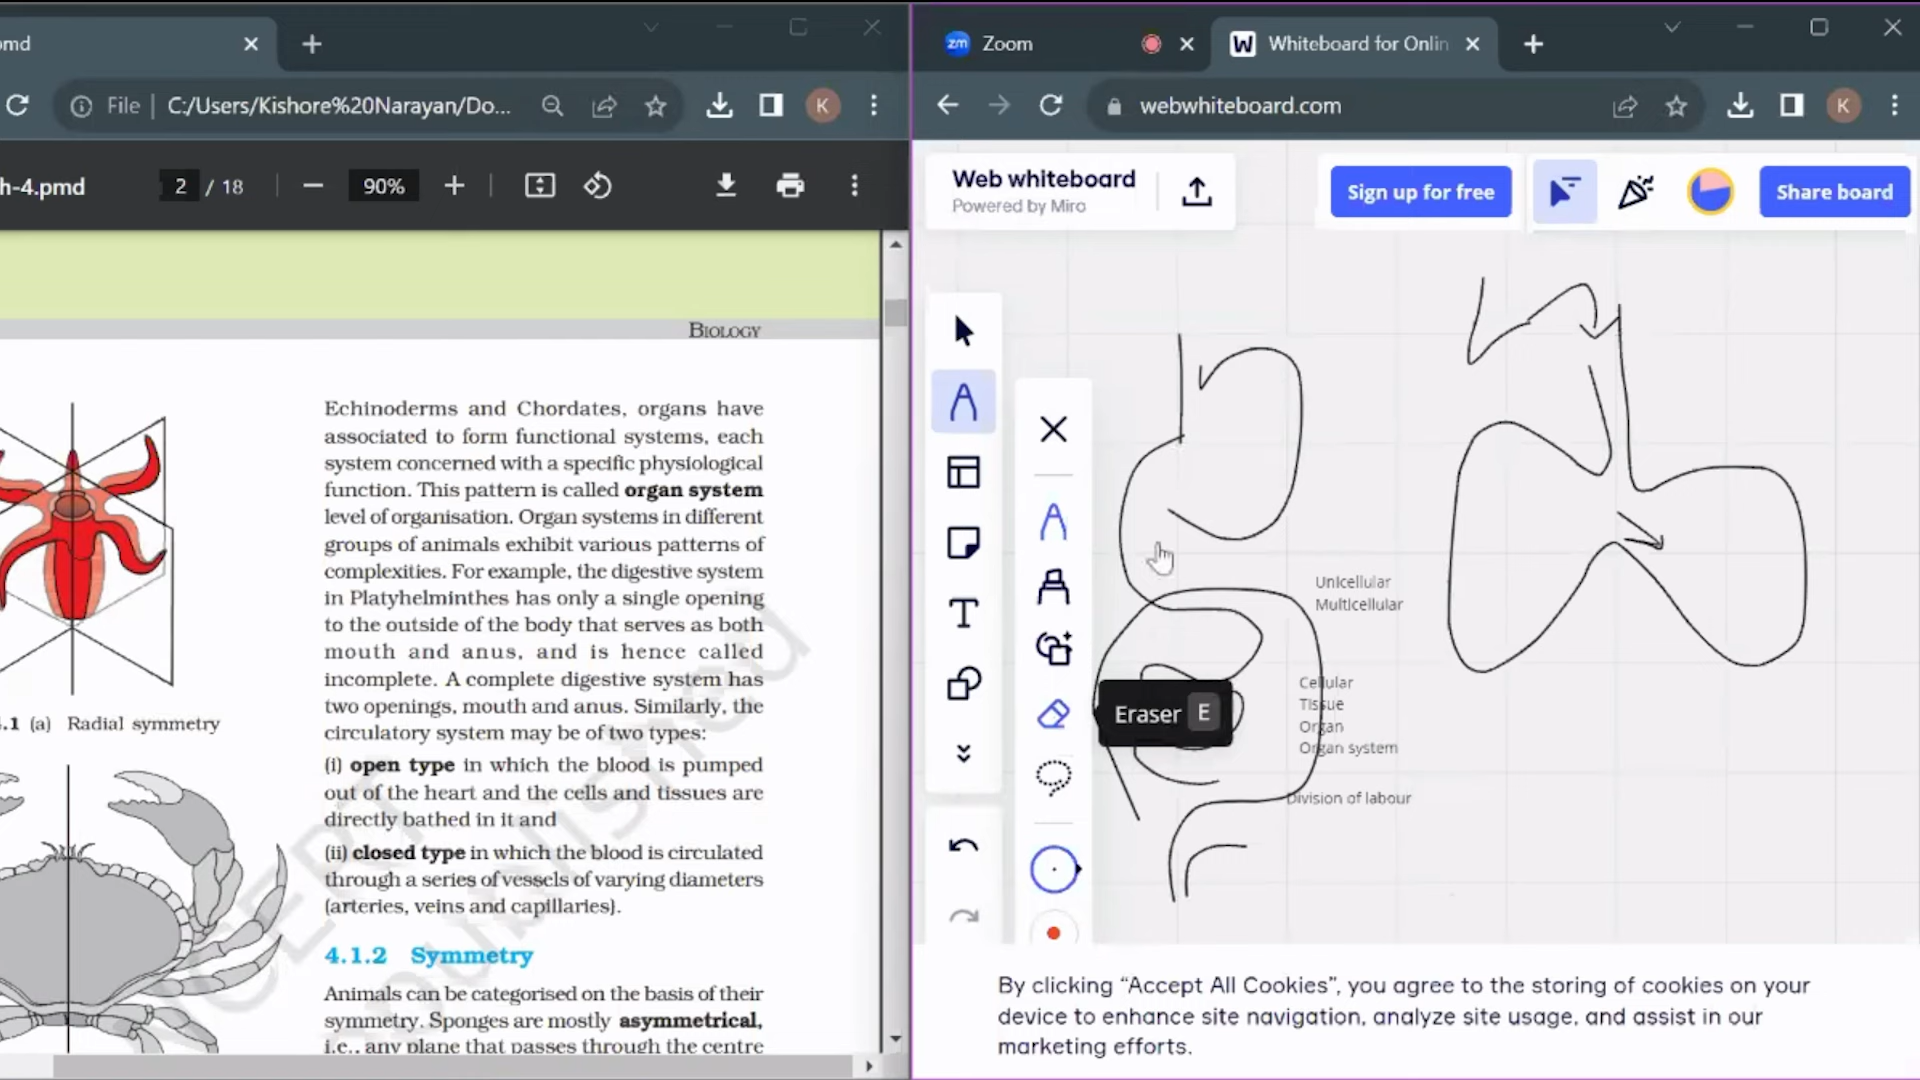 omd
File
C:/Users/Kishore%20Narayan/Do...
K
h-4.pmd
2 / 18
90%
BIOLOGY
Echinoderms and Chordates, organs have
associated to form functional systems, each
system concerned with a specific physiological
function. This pattern is called organ system
level of organisation. Organ systems in different
groups of animals exhibit various patterns of
complexities. For example, the digestive system
in Platyhelminthes has only a single opening
to the outside of the body that serves as both
mouth and anus, and is hence called
incomplete. A complete digestive system has
two openings, mouth and anus. Similarly, the
circulatory system may be of two types:
(i) open type in which the blood is pumped
out of the heart and the cells and tissues are
directly bathed in it and
(ii) closed type in which the blood is circulated
through a series of vessels of varying diameters
(arteries, veins and capillaries).
4.1.2 Symmetry
Animals can be categorised on the basis of their
symmetry. Sponges are mostly asymmetrical,
i.e., any plane that passes through the centre
.1 (a) Radial symmetry
NCERT
published
zm Zoom
W Whiteboard for Onlin
webwhiteboard.com
K
Web whiteboard
Powered by Miro
Sign up for free
Share board
Unicellular
Multicellular
Cellular
Tissue
Organ
Organ system
Division of labour
Eraser E
By clicking “Accept All Cookies”, you agree to the storing of cookies on your
device to enhance site navigation, analyze site usage, and assist in our
marketing efforts.